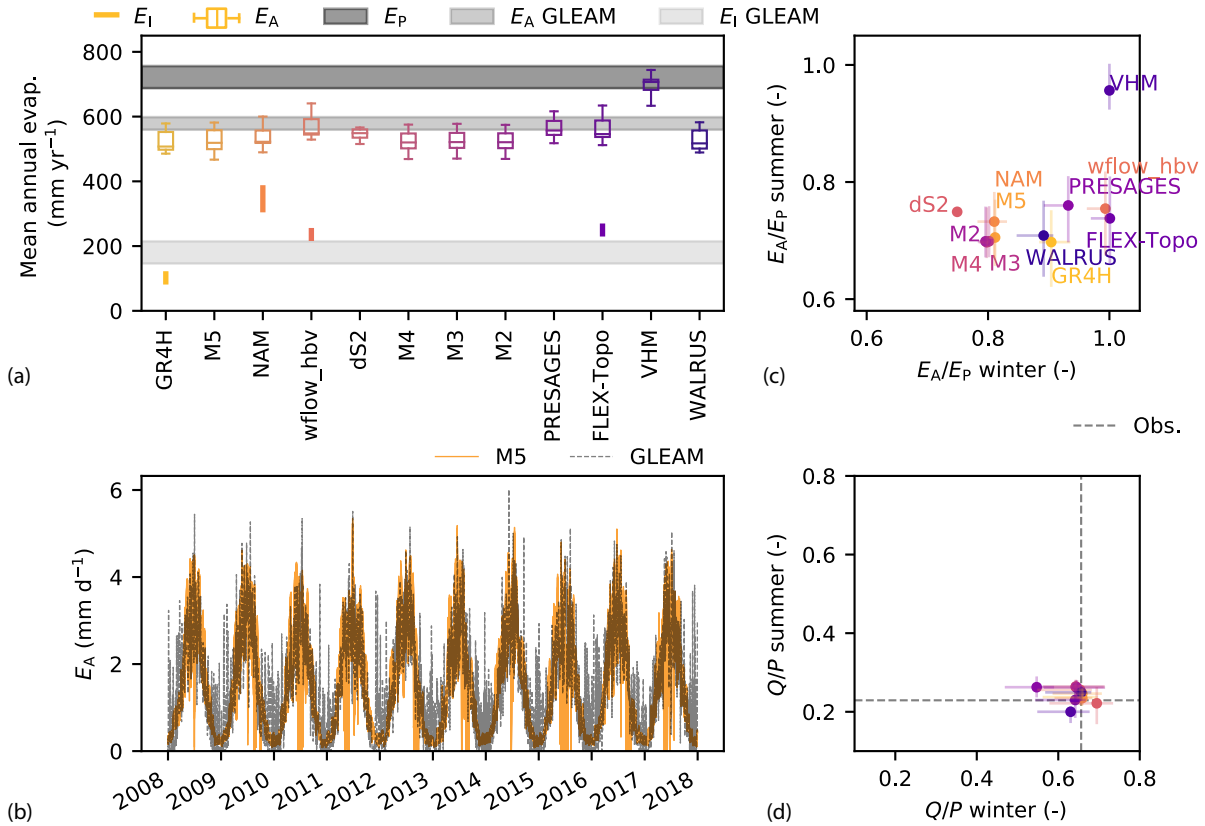 E_I E_A E_P E_A GLEAM E_I GLEAM
Mean annual evap.
(mm yr⁻¹)
800
600
400
200
0
GR4H
M5
NAM
wflow_hbv
dS2
M4
M3
M2
PRESAGES
FLEX-Topo
VHM
WALRUS
(a)
E_A/E_P summer (-)
1.0
0.8
0.6
VHM
wflow_hbv
NAM
PRESAGES
M5
dS2
M2
FLEX-Topo
M4
M3
WALRUS
GR4H
0.6 0.8 1.0
E_A/E_P winter (-)
(c)
M5 GLEAM
E_A (mm d⁻¹)
6
4
2
0
2008 2009 2010 2011 2012 2013 2014 2015 2016 2017 2018
(b)
Obs.
Q/P summer (-)
0.8
0.6
0.4
0.2
0.2 0.4 0.6 0.8
Q/P winter (-)
(d)